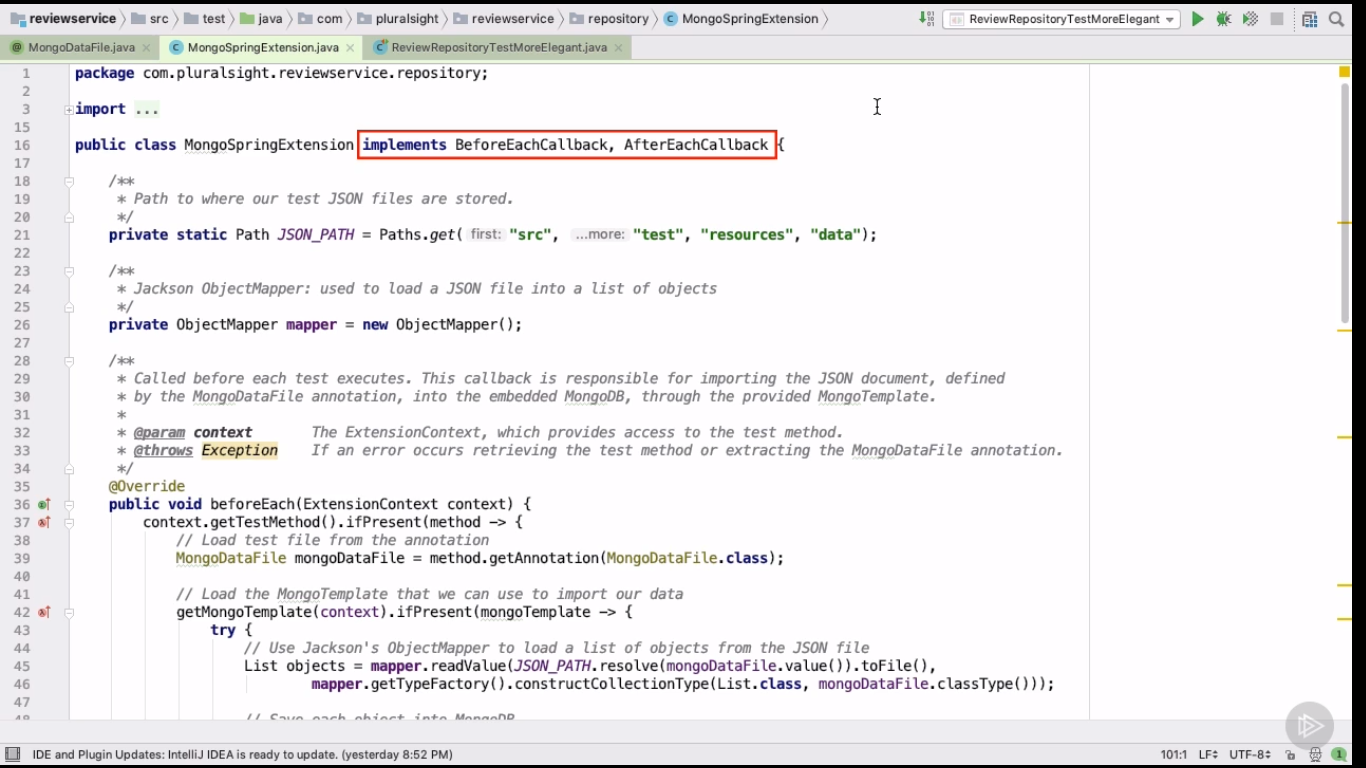 reviewservice src test java com pluralsight reviewservice repository MongoSpringExtension ReviewRepositoryTestMoreElegant
MongoDataFile.java MongoSpringExtension.java ReviewRepositoryTestMoreElegant.java
1 package com.pluralsight.reviewservice.repository;
2
3 import ...
15
16 public class MongoSpringExtension implements BeforeEachCallback, AfterEachCallback {
17
18 /**
19 * Path to where our test JSON files are stored.
20 */
21 private static Path JSON_PATH = Paths.get( first: "src", ...more: "test", "resources", "data");
22
23 /**
24 * Jackson ObjectMapper: used to load a JSON file into a list of objects
25 */
26 private ObjectMapper mapper = new ObjectMapper();
27
28 /**
29 * Called before each test executes. This callback is responsible for importing the JSON document, defined
30 * by the MongoDataFile annotation, into the embedded MongoDB, through the provided MongoTemplate.
31 *
32 * @param context The ExtensionContext, which provides access to the test method.
33 * @throws Exception If an error occurs retrieving the test method or extracting the MongoDataFile annotation.
34 */
35 @Override
36 public void beforeEach(ExtensionContext context) {
37 context.getTestMethod().ifPresent(method -> {
38 // Load test file from the annotation
39 MongoDataFile mongoDataFile = method.getAnnotation(MongoDataFile.class);
40
41 // Load the MongoTemplate that we can use to import our data
42 getMongoTemplate(context).ifPresent(mongoTemplate -> {
43 try {
44 // Use Jackson's ObjectMapper to load a list of objects from the JSON file
45 List objects = mapper.readValue(JSON_PATH.resolve(mongoDataFile.value()).toFile(),
46 mapper.getTypeFactory().constructCollectionType(List.class, mongoDataFile.classType()));
47
48 // Save each object into MongoDB
IDE and Plugin Updates: IntelliJ IDEA is ready to update. (yesterday 8:52 PM) 101:1 LF UTF-8 1